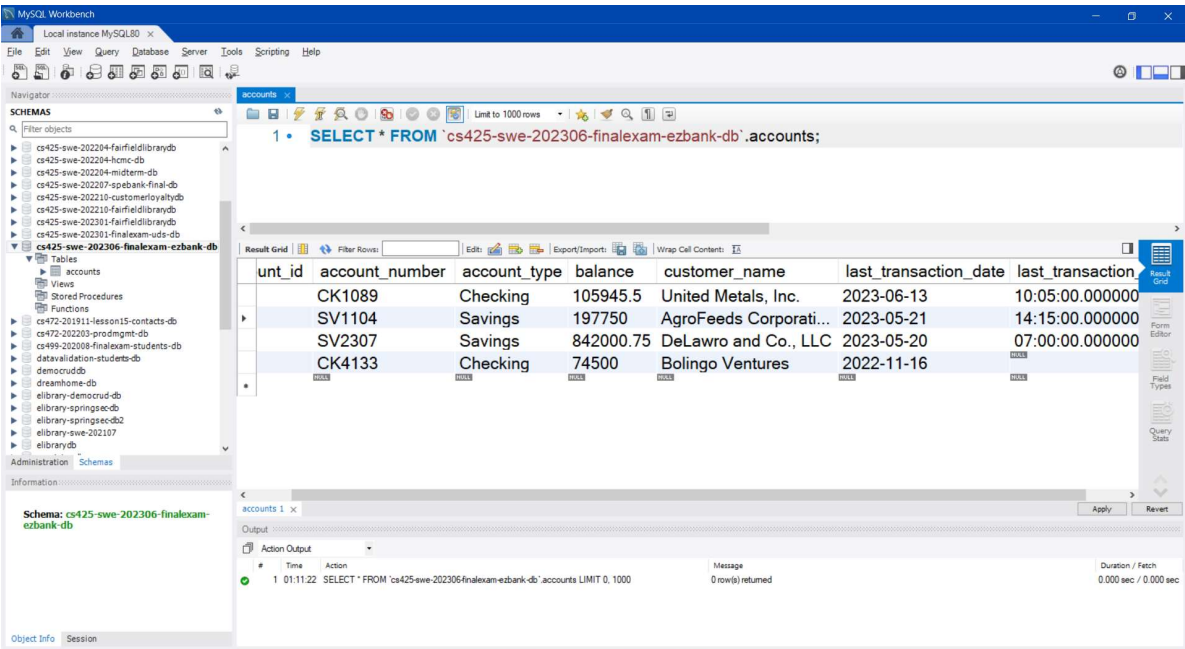 MySQL Workbench
Local instance MySQL80
File Edit View Query Database Server Tools Scripting Help
Navigator
SCHEMAS
Filter objects
cs425-swe-202204-fairfieldlibrarydb
cs425-swe-202204-hcmc-db
cs425-swe-202204-midterm-db
cs425-swe-202207-spebank-final-db
cs425-swe-202210-customerloyaltydb
cs425-swe-202210-fairfieldlibrarydb
cs425-swe-202301-fairfieldlibrarydb
cs425-swe-202301-finalexam-uds-db
cs425-swe-202306-finalexam-ezbank-db
Tables
accounts
Views
Stored Procedures
Functions
cs472-201911-lesson15-contacts-db
cs472-202203-prodmgmt-db
cs499-202008-finalexam-students-db
datavalidation-students-db
democruddb
dreamhome-db
elibrary-democrud-db
elibrary-springsec-db
elibrary-springsec-db2
elibrary-swe-202107
elibrarydb
Administration Schemas
Information
Schema: cs425-swe-202306-finalexam-
ezbank-db
Object Info Session
accounts
Limit to 1000 rows
1 SELECT * FROM `cs425-swe-202306-finalexam-ezbank-db`.accounts;
Result Grid Filter Rows: Edit: Export/Import: Wrap Cell Content:
unt_id account_number account_type balance customer_name last_transaction_date last_transaction_
CK1089 Checking 105945.5 United Metals, Inc. 2023-06-13 10:05:00.000000
SV1104 Savings 197750 AgroFeeds Corporati... 2023-05-21 14:15:00.000000
SV2307 Savings 842000.75 DeLawro and Co., LLC 2023-05-20 07:00:00.000000
CK4133 Checking 74500 Bolingo Ventures 2022-11-16 NULL
NULL NULL NULL NULL NULL NULL
Result
Grid
Form
Editor
Field
Types
Query
Stats
accounts 1
Apply Revert
Output
Action Output
# Time Action Message Duration / Fetch
1 01:11:22 SELECT * FROM `cs425-swe-202306-finalexam-ezbank-db`.accounts LIMIT 0, 1000 0 row(s) returned 0.000 sec / 0.000 sec